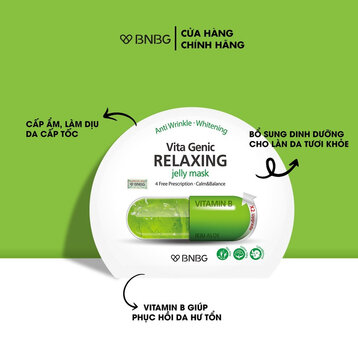 BNBG
CỬA HÀNG
CHÍNH HÃNG
CẤP ẨM, LÀM DỊU
DA CẤP TỐC
Anti Wrinkle · Whitening
Vita Genic
RELAXING
jelly mask
4 Free Prescription · Calm&Balance
BỔ SUNG DINH DƯỠNG
CHO LÀN DA TƯƠI KHỎE
BNBG
VITAMIN B
BNBG
VITAMIN B GIÚP
PHỤC HỒI DA HƯ TỔN